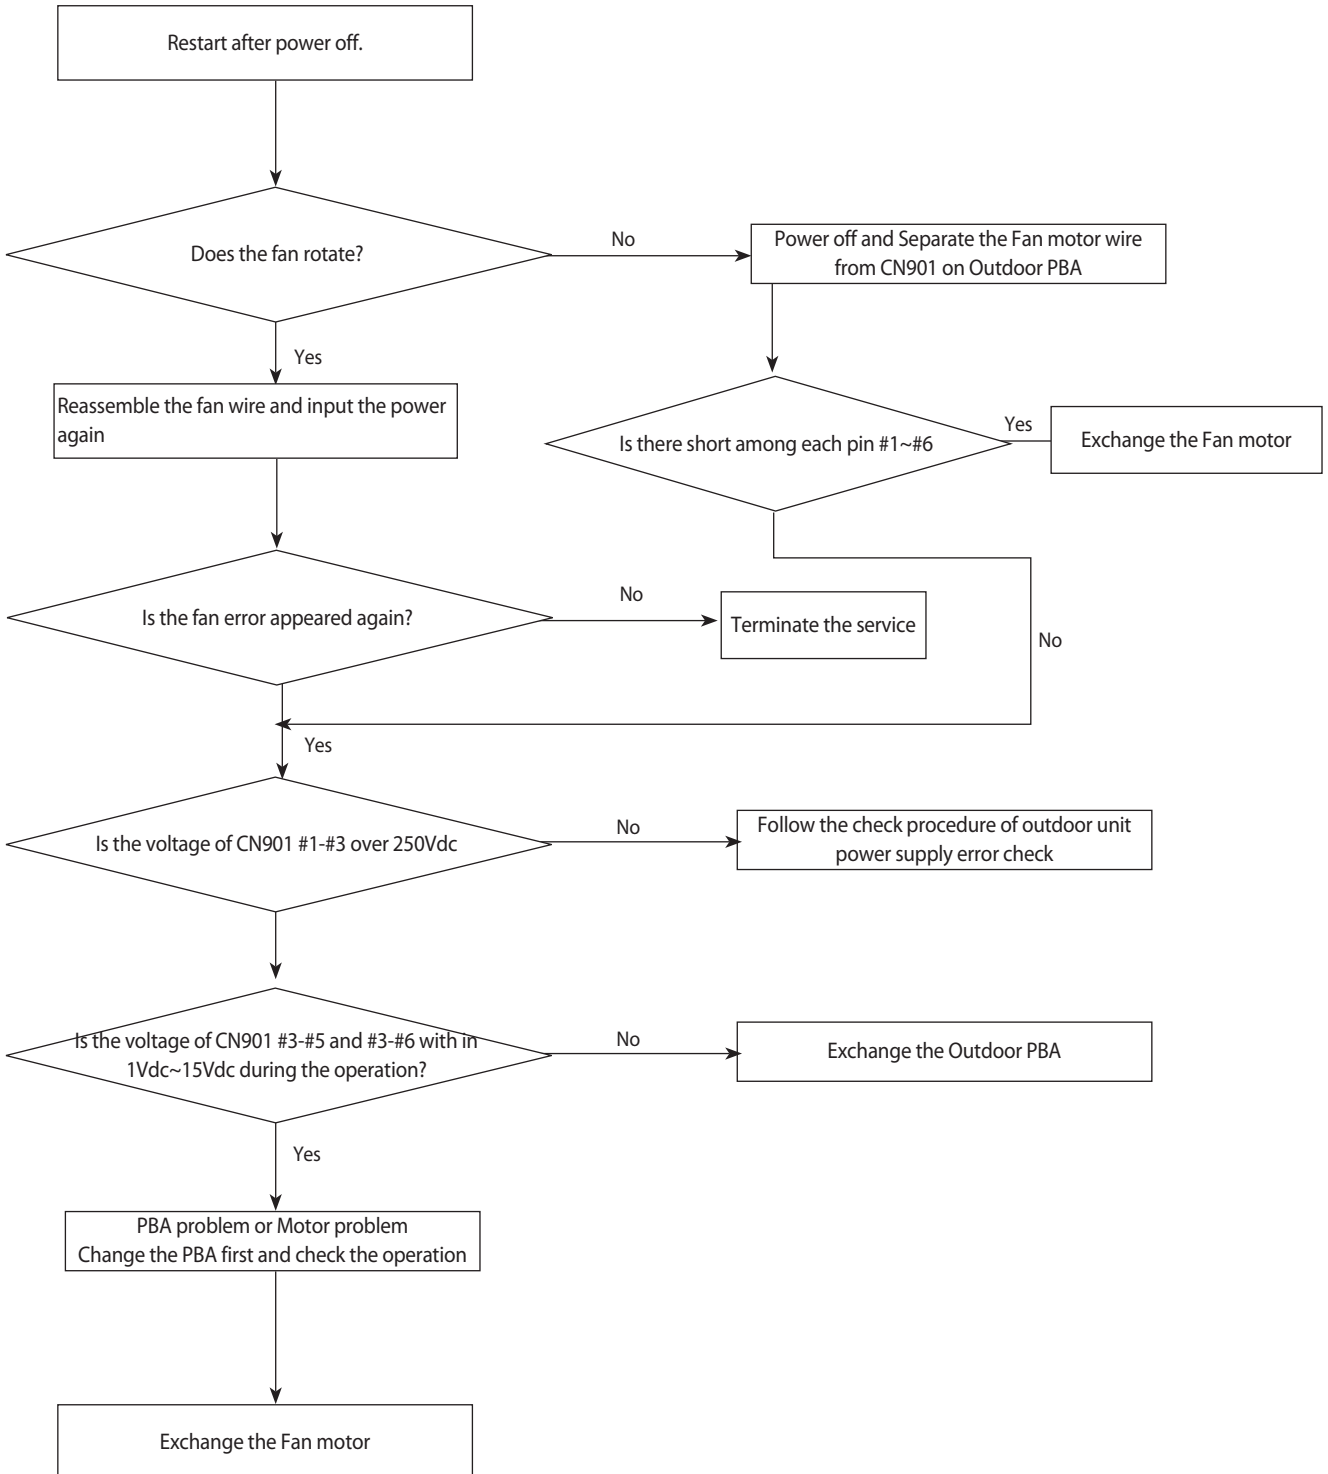 Restart after power off.
Does the fan rotate?
No
Power off and Separate the Fan motor wire
from CN901 on Outdoor PBA
Yes
Reassemble the fan wire and input the power
again
Is there short among each pin #1~#6
Yes
Exchange the Fan motor
Is the fan error appeared again?
No
Terminate the service
No
Yes
Is the voltage of CN901 #1-#3 over 250Vdc
No
Follow the check procedure of outdoor unit
power supply error check
Is the voltage of CN901 #3-#5 and #3-#6 with in
1Vdc~15Vdc during the operation?
No
Exchange the Outdoor PBA
Yes
PBA problem or Motor problem
Change the PBA first and check the operation
Exchange the Fan motor